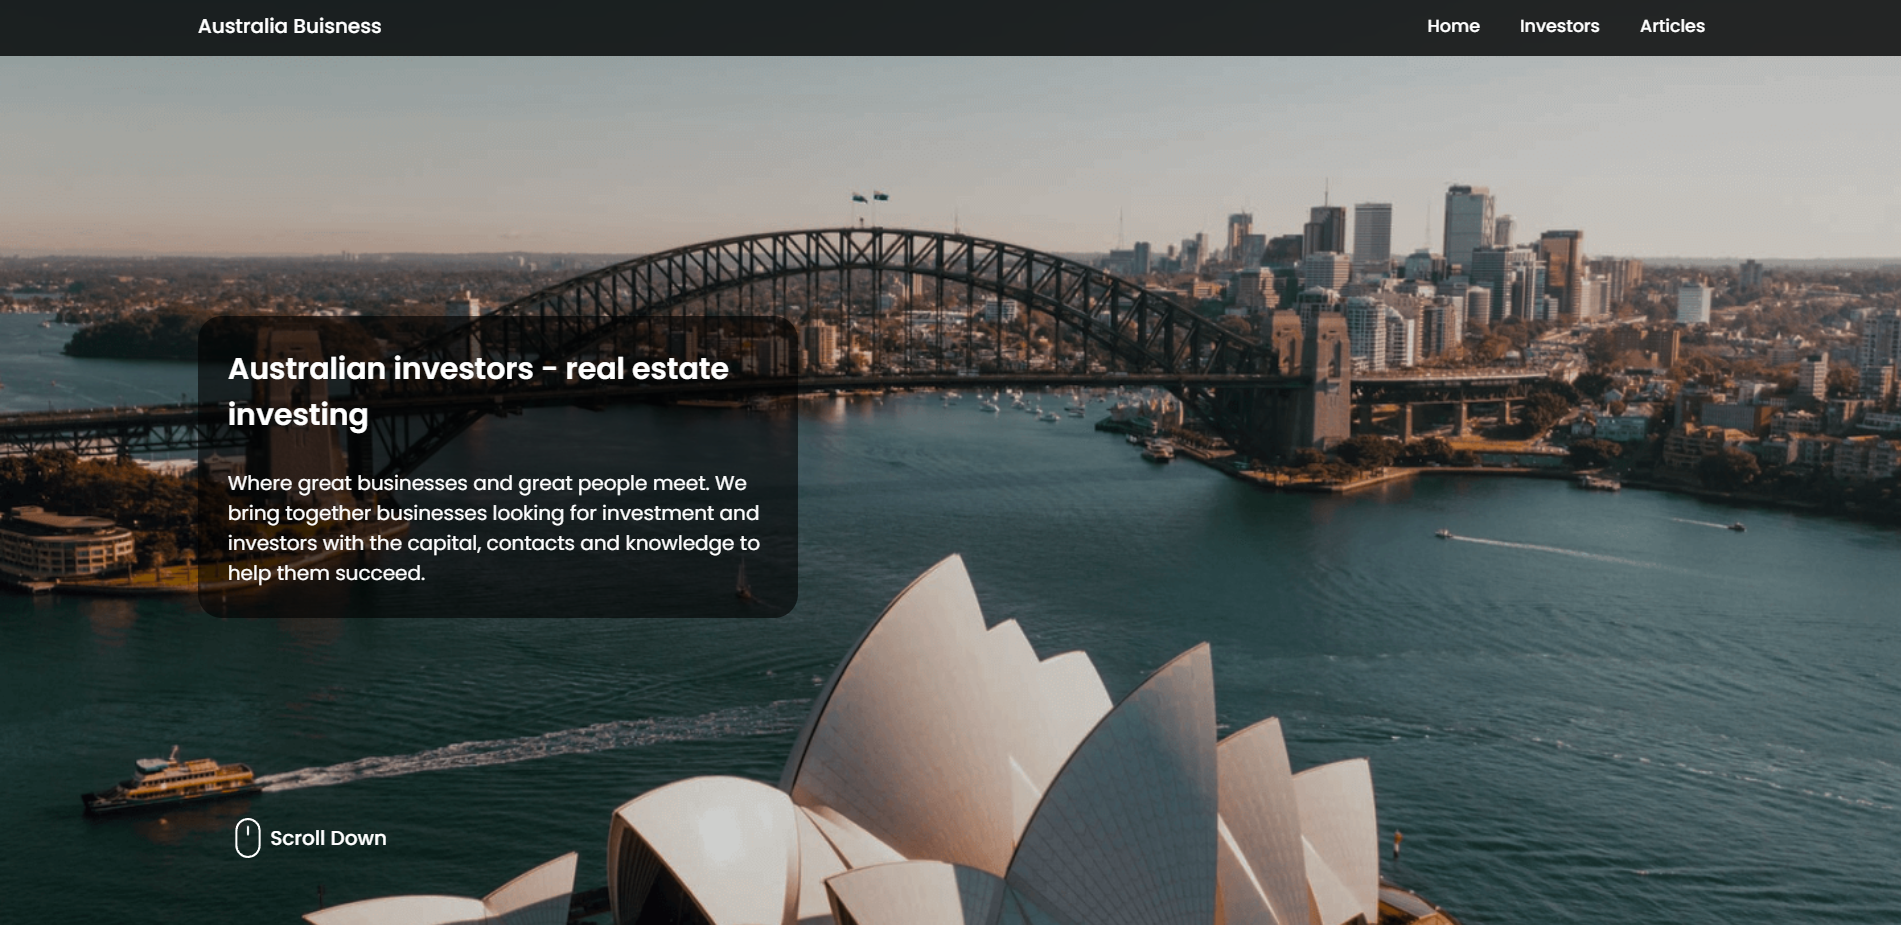 Australia Buisness
Home Investors Articles
Australian investors - real estate
investing
Where great businesses and great people meet. We
bring together businesses looking for investment and
investors with the capital, contacts and knowledge to
help them succeed.
Scroll Down